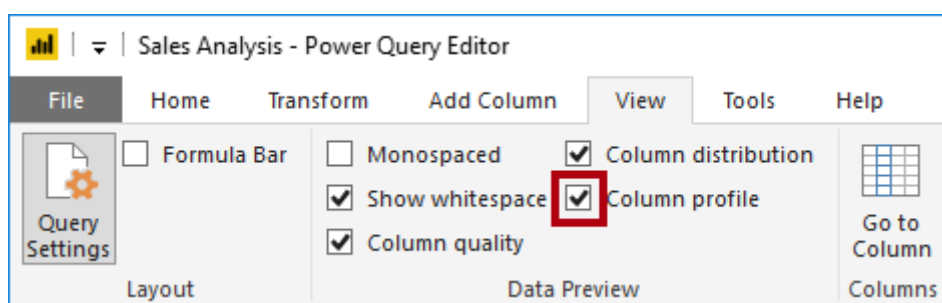 Sales Analysis - Power Query Editor
File Home Transform Add Column View Tools Help
Formula Bar Monospaced Column distribution
Show whitespace Column profile
Query Settings Column quality Go to Column
Layout Data Preview Columns